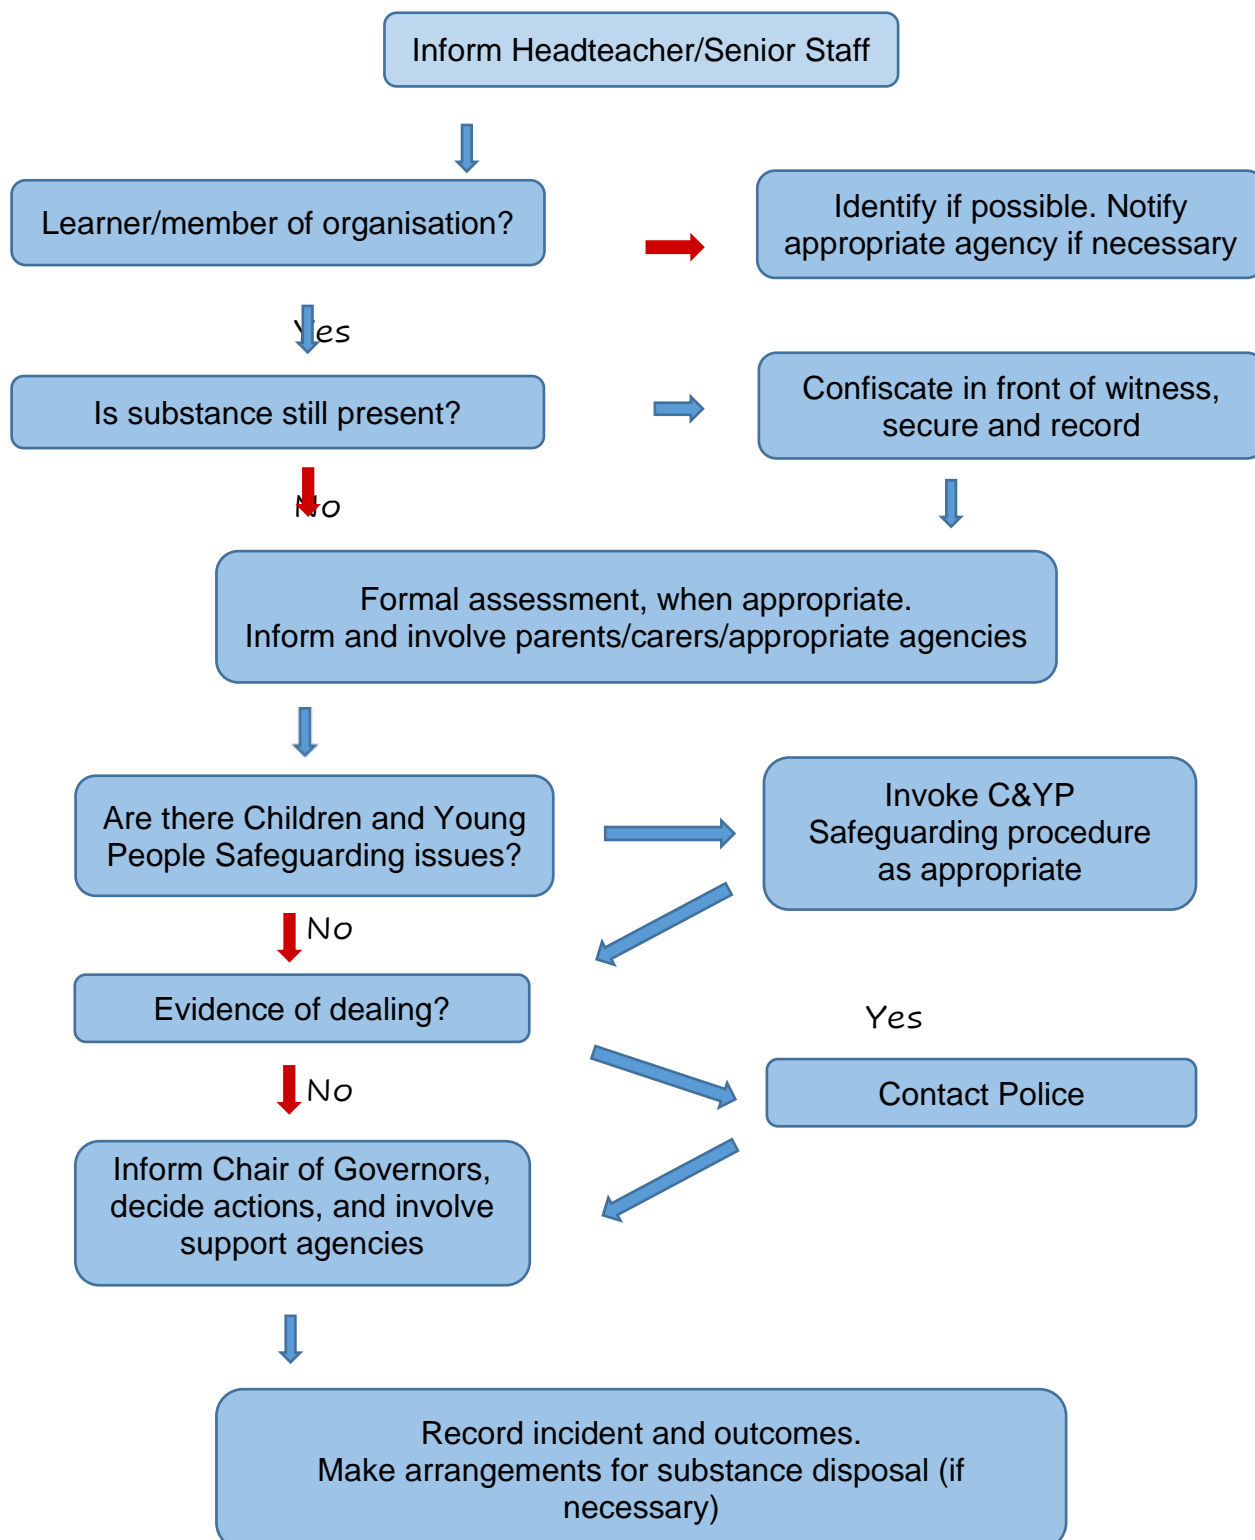 Inform Headteacher/Senior Staff
Learner/member of organisation?
Identify if possible. Notify
appropriate agency if necessary
Yes
Is substance still present?
Confiscate in front of witness,
secure and record
No
Formal assessment, when appropriate.
Inform and involve parents/carers/appropriate agencies
Are there Children and Young
People Safeguarding issues?
Invoke C&YP
Safeguarding procedure
as appropriate
No
Evidence of dealing?
Yes
Contact Police
No
Inform Chair of Governors,
decide actions, and involve
support agencies
Record incident and outcomes.
Make arrangements for substance disposal (if
necessary)